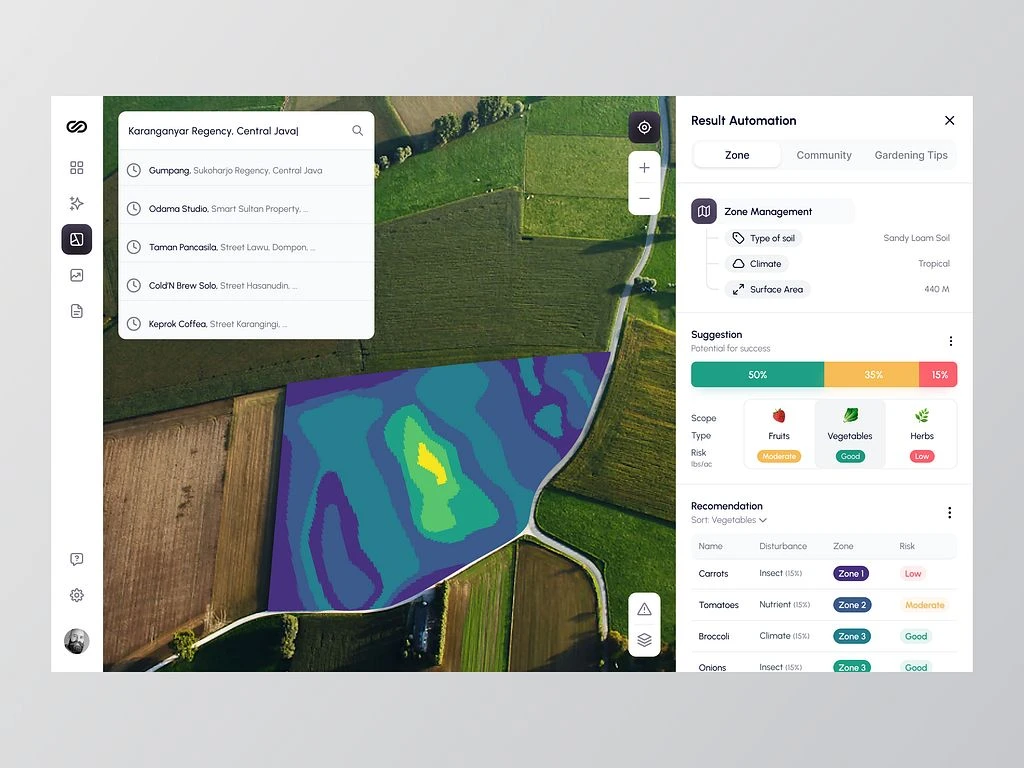 Karanganyar Regency, Central Java
Gumpang, Sukoharjo Regency, Central Java
Odama Studio, Smart Sultan Property, ...
Taman Pancasila, Street Lawu, Dompon, ...
Cold'N Brew Solo, Street Hasanudin, ...
Keprok Coffea, Street Karangingi, ...
Result Automation
Zone Community Gardening Tips
Zone Management
Type of soil Sandy Loam Soil
Climate Tropical
Surface Area 440 M
Suggestion
Potential for success
50% 35% 15%
Scope
Type Fruits Vegetables Herbs
Risk Moderate Good Low
lbs/ac
Recomendation
Sort: Vegetables
Name Disturbance Zone Risk
Carrots Insect (15%) Zone 1 Low
Tomatoes Nutrient (15%) Zone 2 Moderate
Broccoli Climate (15%) Zone 3 Good
Onions Insect (15%) Zone 3 Good